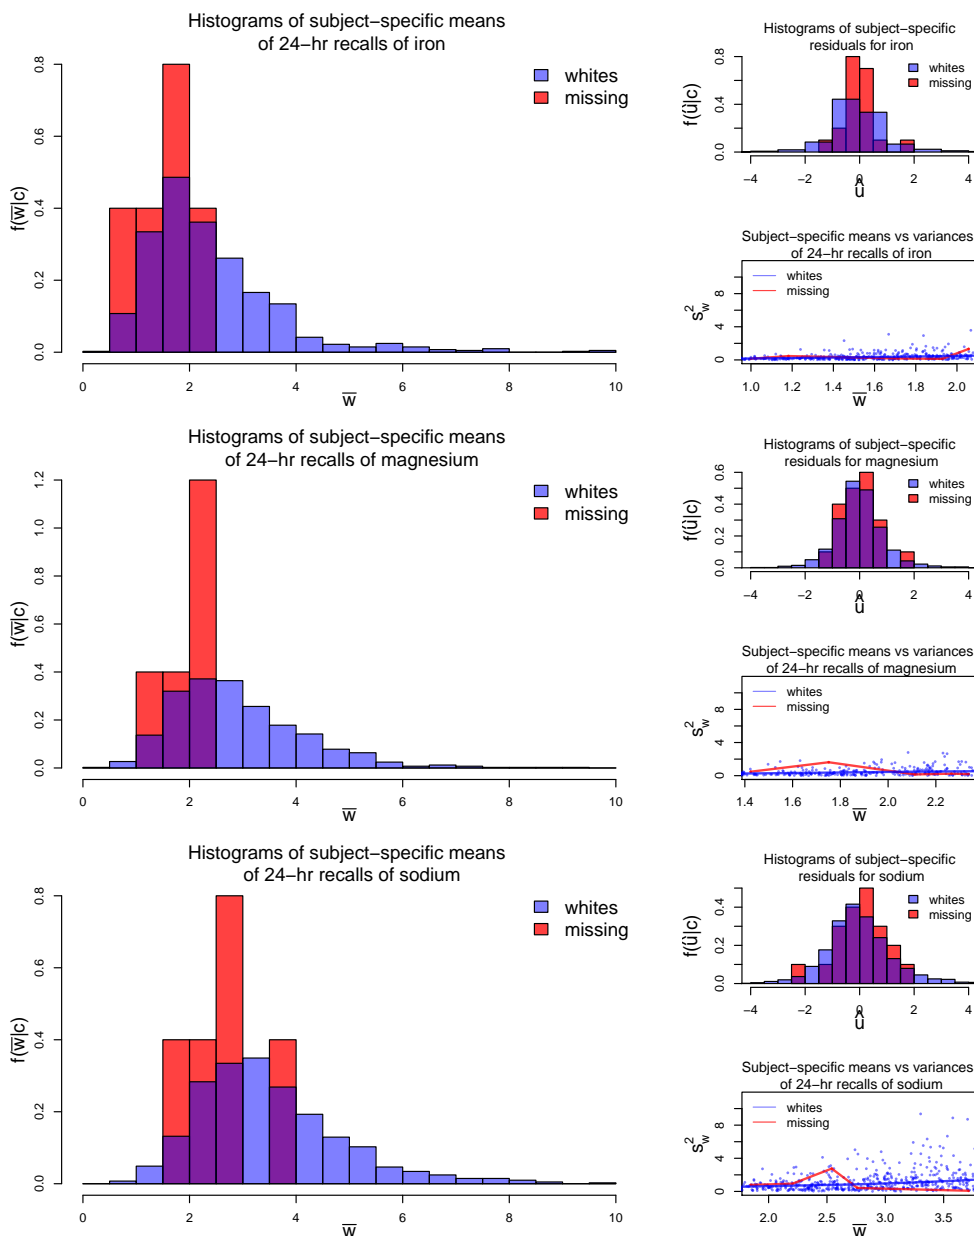 Histograms of subject−specific means
of 24−hr recalls of iron
whites
missing
f(w̅|c)
0.0 0.2 0.4 0.6 0.8
0 2 4 6 8 10
w̅
Histograms of subject−specific
residuals for iron
whites
missing
f(û|c)
0.0 0.4 0.8
−4 −2 0 2 4
û
Subject−specific means vs variances
of 24−hr recalls of iron
whites
missing
s²w
0 4 8
1.0 1.2 1.4 1.6 1.8 2.0
w̅
Histograms of subject−specific means
of 24−hr recalls of magnesium
whites
missing
f(w̅|c)
0.0 0.2 0.4 0.6 0.8 1.0 1.2
0 2 4 6 8 10
w̅
Histograms of subject−specific
residuals for magnesium
whites
missing
f(û|c)
0.0 0.2 0.4 0.6
−4 −2 0 2 4
û
Subject−specific means vs variances
of 24−hr recalls of magnesium
whites
missing
s²w
0 4 8
1.4 1.6 1.8 2.0 2.2
w̅
Histograms of subject−specific means
of 24−hr recalls of sodium
whites
missing
f(w̅|c)
0.0 0.2 0.4 0.6 0.8
0 2 4 6 8 10
w̅
Histograms of subject−specific
residuals for sodium
whites
missing
f(û|c)
0.0 0.2 0.4
−4 −2 0 2 4
û
Subject−specific means vs variances
of 24−hr recalls of sodium
whites
missing
s²w
0 2 4 8
2.0 2.5 3.0 3.5
w̅